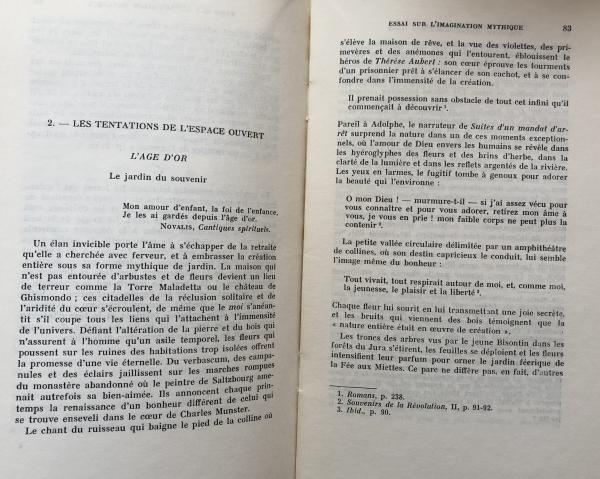 2. — LES TENTATIONS DE L'ESPACE OUVERT
L'AGE D'OR
Le jardin du souvenir
Mon amour d'enfant, la foi de l'enfance,
Je les ai gardés depuis l'âge d'or.
NOVALIS, Cantiques spirituels.
Un élan invicible porte l'âme à s'échapper de la retraite
qu'elle a cherchée avec ferveur, et à embrasser la création
entière sous sa forme mythique de jardin. La maison qui
n'est pas entourée d'arbustes et de fleurs devient un lieu
de terreur comme la Torre Maladetta ou le château de
Ghismondo ; ces citadelles de la réclusion solitaire et de
l'aridité du cœur s'écroulent, de même que le moi s'anéan-
tit s'il coupe tous les liens qui l'attachent à l'immensité
de l'univers. Défiant l'altération de la pierre et du bois qui
n'assurent à l'homme qu'un asile temporel, les fleurs qui
poussent sur les ruines des habitations trop isolées offrent
la promesse d'une vie éternelle. Du verbascum, des campa-
nules et des éclairs jaillissent sur les marches rompues
du monastère abandonné où le peintre de Saltzbourg ame-
nait autrefois sa bien-aimée. Ils annoncent chaque prin-
temps la renaissance d'un bonheur différent de celui qui
se trouve enseveli dans le cœur de Charles Munster.
Le chant du ruisseau qui baigne le pied de la colline où
ESSAI SUR L'IMAGINATION MYTHIQUE 83
s'élève la maison de rêve, et la vue des violettes, des pri-
mevères et des anémones qui l'entourent, éblouissent le
héros de Thérèse Aubert : son cœur éprouve les tourments
d'un prisonnier prêt à s'élancer de son cachot, et à se con-
fondre dans l'immensité de la création.
Il prenait possession sans obstacle de tout cet infini qu'il
commençait à découvrir ¹.
Pareil à Adolphe, le narrateur de Suites d'un mandat d'ar-
rêt surprend la nature dans un de ces moments exception-
nels, où l'amour de Dieu envers les humains se révèle dans
les hyéroglyphes des fleurs et des brins d'herbe, dans la
clarté de la lumière et dans les reflets argentés de la rivière.
Les yeux en larmes, le fugitif tombe à genoux pour adorer
la beauté qui l'environne :
O mon Dieu ! — murmure-t-il — si j'ai assez vécu pour
vous connaître et pour vous adorer, retirez mon âme à
vous, je vous en prie ! mon faible corps ne peut plus la
contenir ².
La petite vallée circulaire délimitée par un amphithéâtre
de collines, où son destin capricieux le conduit, lui semble
l'image même du bonheur :
Tout vivait, tout respirait autour de moi, et, comme moi,
la jeunesse, le plaisir et la liberté ³.
Chaque fleur lui sourit en lui transmettant une joie secrète,
et les bruits qui viennent des bois témoignent que la
« nature entière était en œuvre de création ».
Les troncs des arbres vus par le jeune Bisontin dans les
forêts du Jura s'étirent, les feuilles se déploient et les fleurs
intensifient leur parfum pour orner le jardin féerique de
la Fée aux Miettes. Ce parc ne diffère pas, en fait, d'autres
1. Romans, p. 238.
2. Souvenirs de la Révolution, II, p. 91-92.
3. Ibid., p. 90.